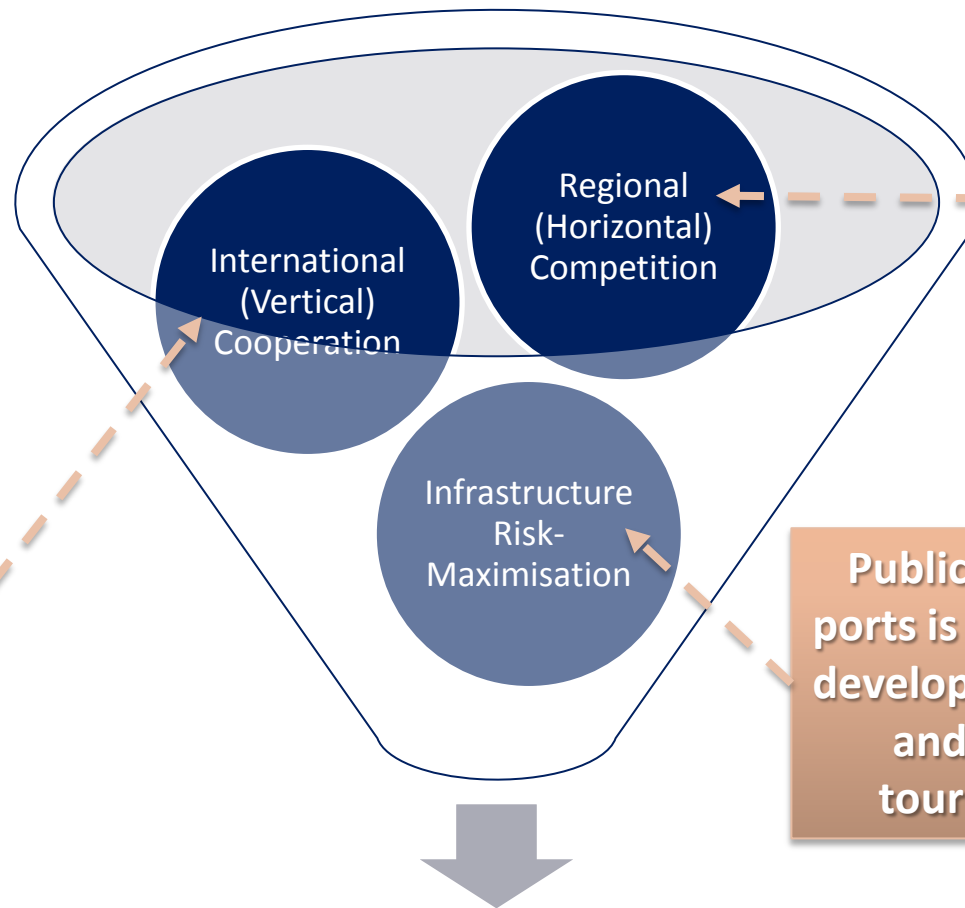 Regional
(Horizontal)
Competition
International
(Vertical)
Cooperation
Infrastructure
Risk-
Maximisation
Public
ports is
develop
and
tour